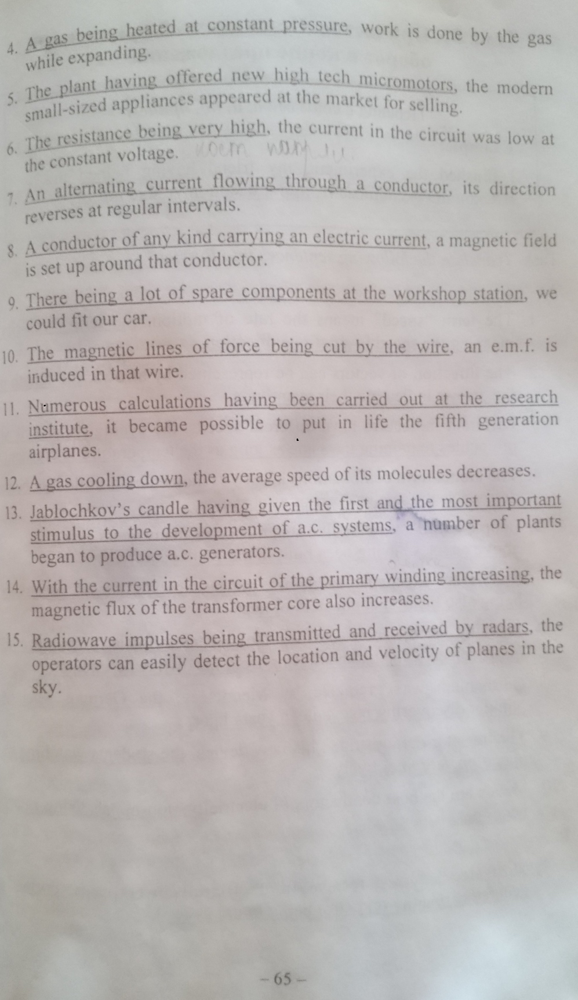 4. A gas being heated at constant pressure, work is done by the gas
while expanding.
5. The plant having offered new high tech micromotors, the modern
small-sized appliances appeared at the market for selling.
6. The resistance being very high, the current in the circuit was low at
the constant voltage.
7. An alternating current flowing through a conductor, its direction
reverses at regular intervals.
8. A conductor of any kind carrying an electric current, a magnetic field
is set up around that conductor.
9. There being a lot of spare components at the workshop station, we
could fit our car.
10. The magnetic lines of force being cut by the wire, an e.m.f. is
induced in that wire.
11. Numerous calculations having been carried out at the research
institute, it became possible to put in life the fifth generation
airplanes.
12. A gas cooling down, the average speed of its molecules decreases.
13. Jablochkov's candle having given the first and the most important
stimulus to the development of a.c. systems, a number of plants
began to produce a.c. generators.
14. With the current in the circuit of the primary winding increasing, the
magnetic flux of the transformer core also increases.
15. Radiowave impulses being transmitted and received by radars, the
operators can easily detect the location and velocity of planes in the
sky.
– 65 –